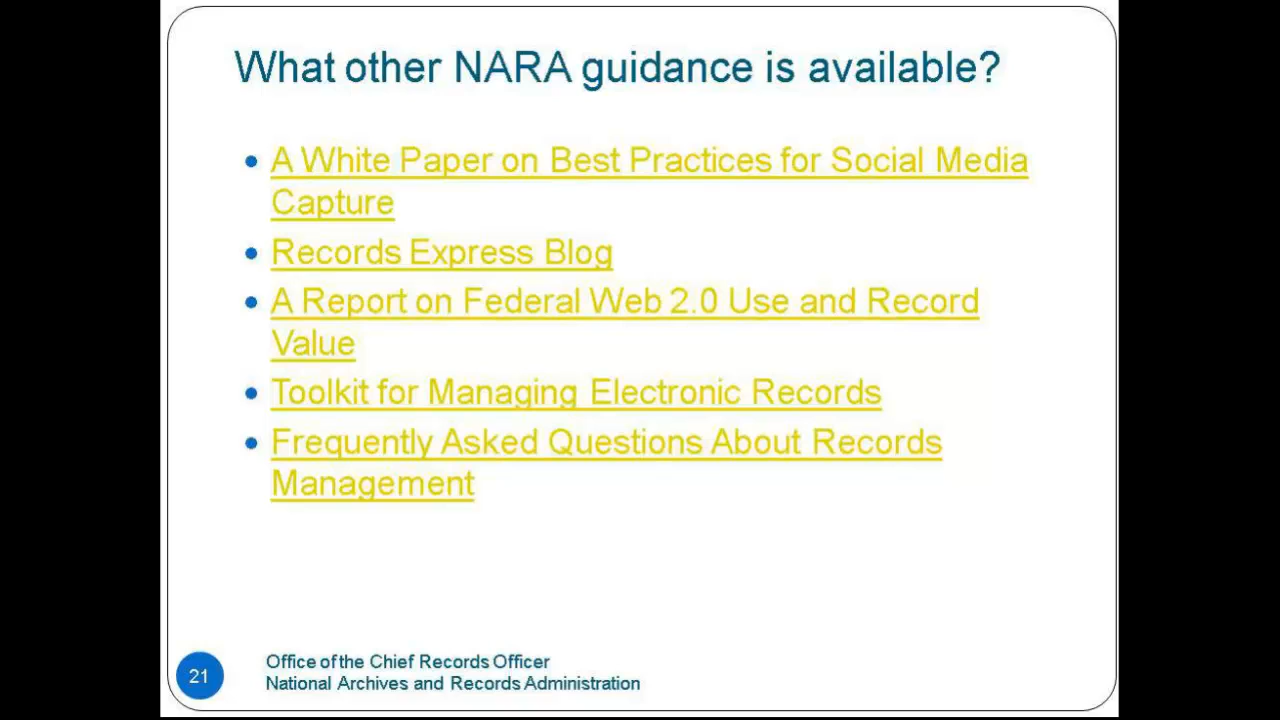 What other NARA guidance is available?
• A White Paper on Best Practices for Social Media
Capture
• Records Express Blog
• A Report on Federal Web 2.0 Use and Record
Value
• Toolkit for Managing Electronic Records
• Frequently Asked Questions About Records
Management
21
Office of the Chief Records Officer
National Archives and Records Administration